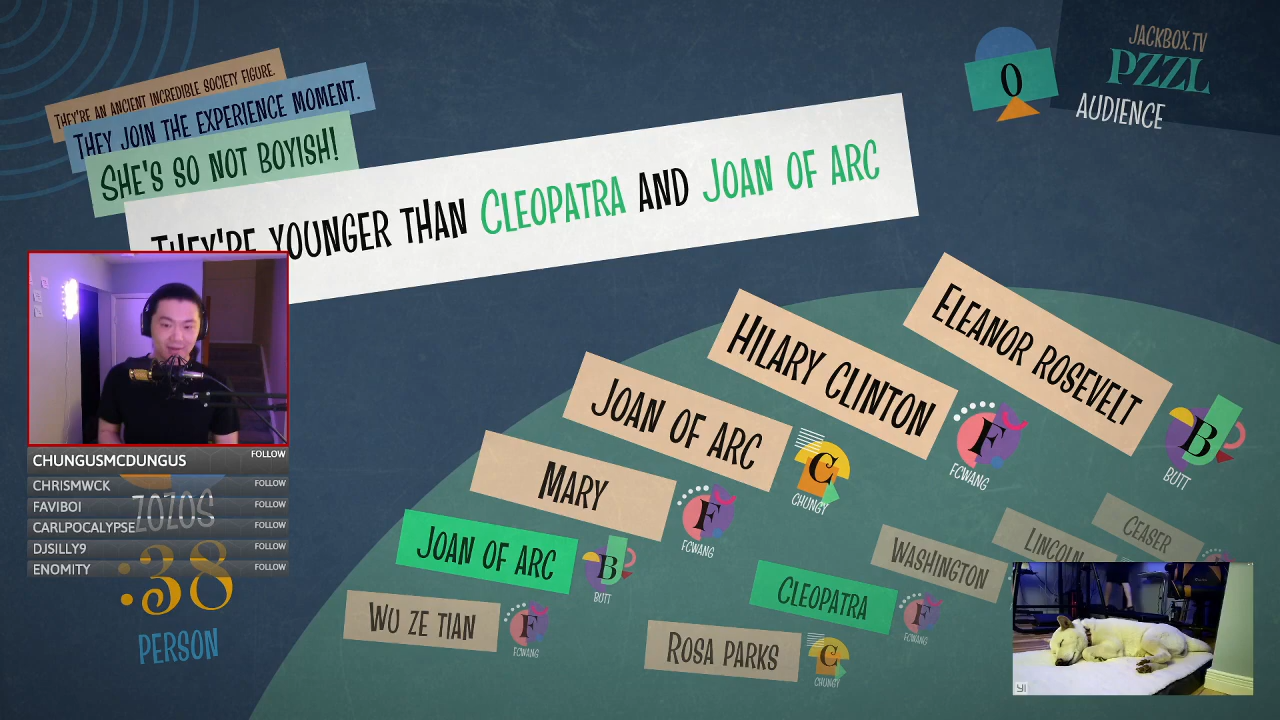 THEY'RE AN ANCIENT INCREDIBLE SOCIETY FIGURE.
THEY JOIN THE EXPERIENCE MOMENT.
SHE'S SO NOT BOYISH!
THEY'RE YOUNGER THAN CLEOPATRA AND JOAN OF ARC
0
JACKBOX.TV
PZZL
AUDIENCE
ELEANOR ROSEVELT
B
BUTT
HILARY CLINTON
F
FCWANG
JOAN OF ARC
C
CHUNGY
MARY
F
FCWANG
JOAN OF ARC
B
BUTT
WU ZE TIAN
F
FCWANG
CEASER
LINCOLN
WASHINGTON
CLEOPATRA
F
FCWANG
ROSA PARKS
C
CHUNGY
CHUNGUSMCDUNGUS FOLLOW
CHRISMWCK FOLLOW
FAVIBOI FOLLOW
CARLPOCALYPSE FOLLOW
DJSILLY9 FOLLOW
ENOMITY FOLLOW
ZOZOS
:38
PERSON
YI